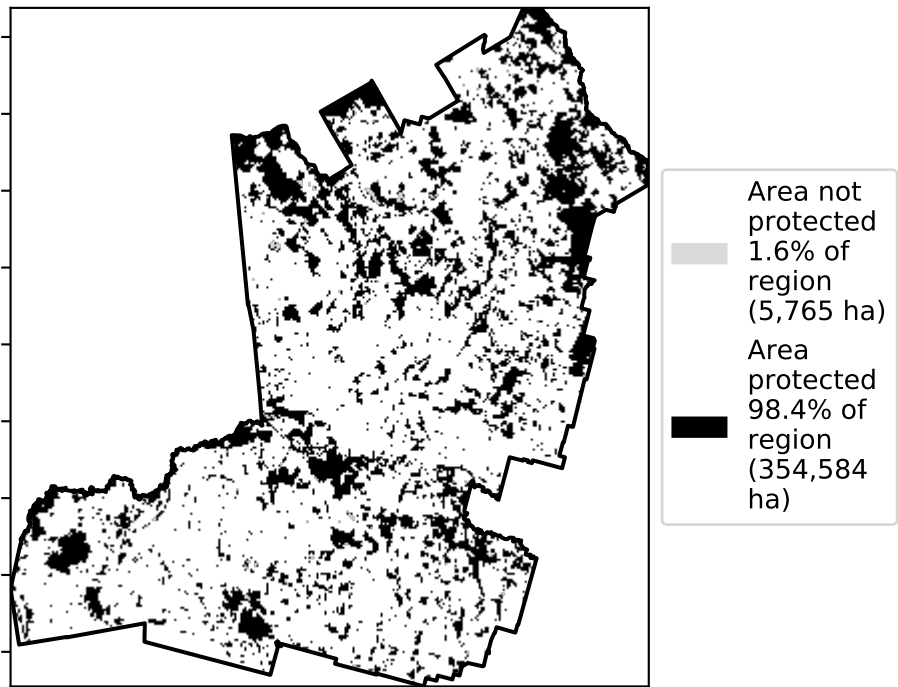 Area not
protected
1.6% of
region
(5,765 ha)
Area
protected
98.4% of
region
(354,584
ha)